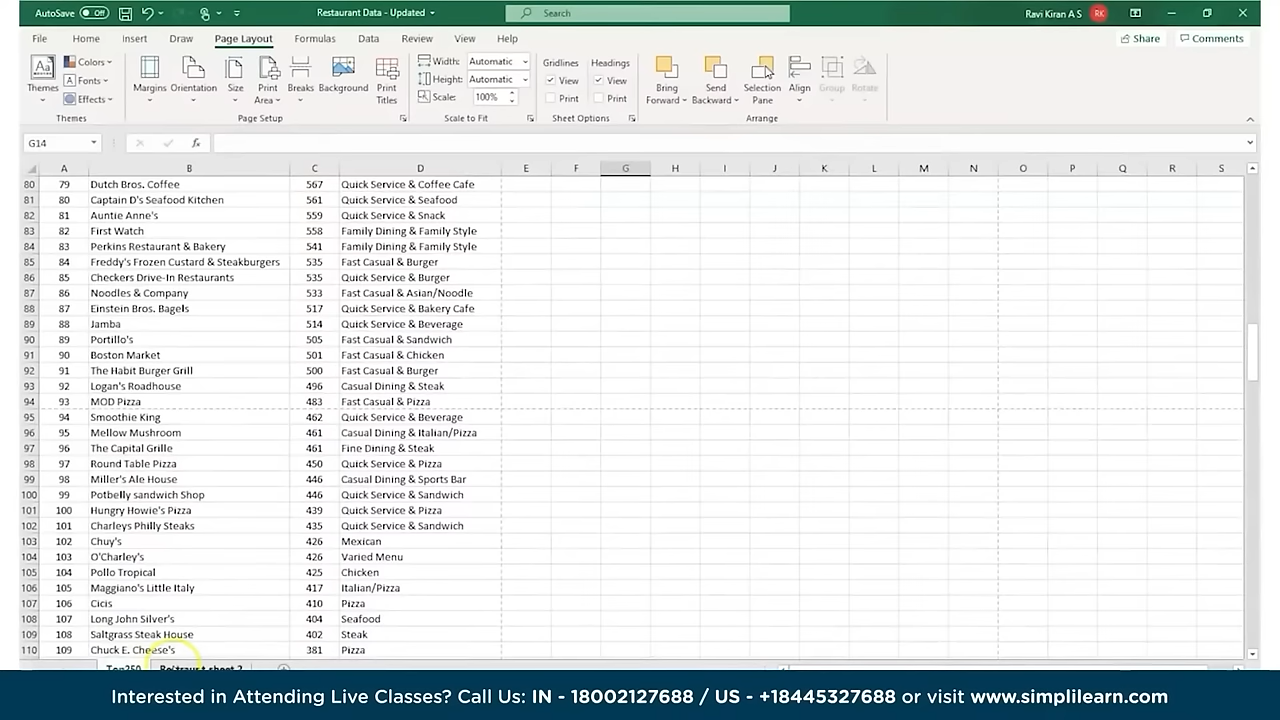 AutoSave Off Restaurant Data - Updated Search Ravi Kiran A S RK
File Home Insert Draw Page Layout Formulas Data Review View Help Share Comments
Themes Colors Fonts Effects Margins Orientation Size Print Area Breaks Background Print Titles Width: Automatic Height: Automatic Scale: 100% Gridlines View Print Headings View Print Bring Forward Send Backward Selection Pane Align Group Rotate
Themes Page Setup Scale to Fit Sheet Options Arrange
G14 fx
A B C D E F G H I J K L M N O P Q R S
80 79 Dutch Bros. Coffee 567 Quick Service & Coffee Cafe
81 80 Captain D's Seafood Kitchen 561 Quick Service & Seafood
82 81 Auntie Anne's 559 Quick Service & Snack
83 82 First Watch 558 Family Dining & Family Style
84 83 Perkins Restaurant & Bakery 541 Family Dining & Family Style
85 84 Freddy's Frozen Custard & Steakburgers 535 Fast Casual & Burger
86 85 Checkers Drive-In Restaurants 535 Quick Service & Burger
87 86 Noodles & Company 533 Fast Casual & Asian/Noodle
88 87 Einstein Bros. Bagels 517 Quick Service & Bakery Cafe
89 88 Jamba 514 Quick Service & Beverage
90 89 Portillo's 505 Fast Casual & Sandwich
91 90 Boston Market 501 Fast Casual & Chicken
92 91 The Habit Burger Grill 500 Fast Casual & Burger
93 92 Logan's Roadhouse 496 Casual Dining & Steak
94 93 MOD Pizza 483 Fast Casual & Pizza
95 94 Smoothie King 462 Quick Service & Beverage
96 95 Mellow Mushroom 461 Casual Dining & Italian/Pizza
97 96 The Capital Grille 461 Fine Dining & Steak
98 97 Round Table Pizza 450 Quick Service & Pizza
99 98 Miller's Ale House 446 Casual Dining & Sports Bar
100 99 Potbelly sandwich Shop 446 Quick Service & Sandwich
101 100 Hungry Howie's Pizza 439 Quick Service & Pizza
102 101 Charleys Philly Steaks 435 Quick Service & Sandwich
103 102 Chuy's 426 Mexican
104 103 O'Charley's 426 Varied Menu
105 104 Pollo Tropical 425 Chicken
106 105 Maggiano's Little Italy 417 Italian/Pizza
107 106 Cicis 410 Pizza
108 107 Long John Silver's 404 Seafood
109 108 Saltgrass Steak House 402 Steak
110 109 Chuck E. Cheese's 381 Pizza
Top250 sheet 2
Interested in Attending Live Classes? Call Us: IN - 18002127688 / US - +18445327688 or visit www.simplilearn.com